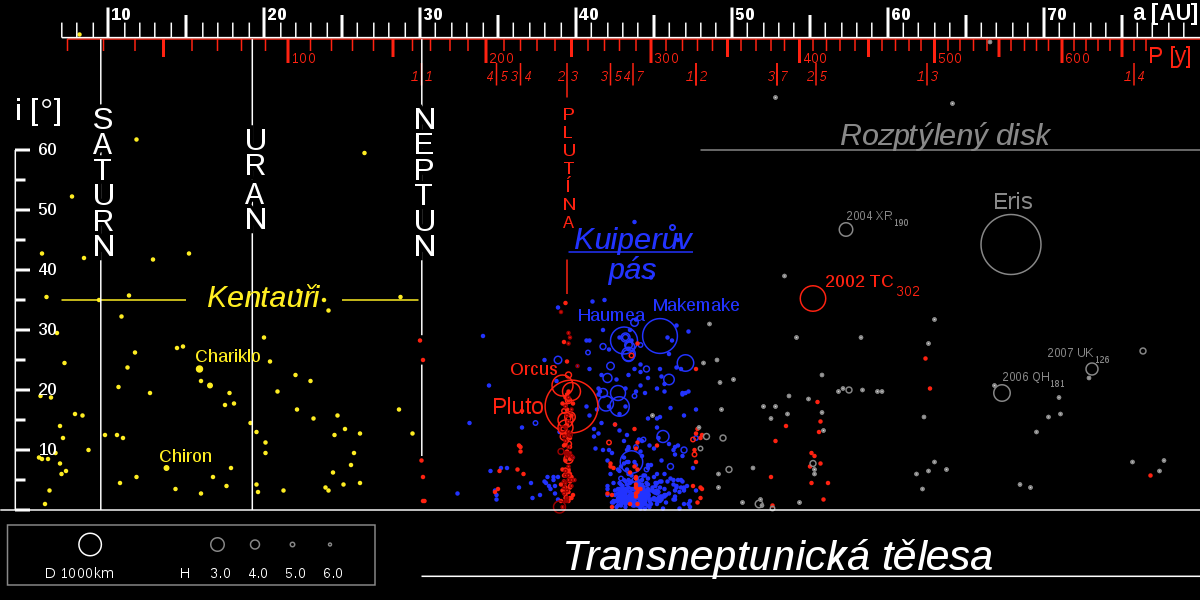 10 20 30 40 50 60 70 a [AU]
100 200 300 400 500 600 P [y]
1:1 4:5 3:4 2:3 3:5 4:7 1:2 3:7 2:5 1:3 1:4
i [°]
60
50
40
30
20
10
SATURN
URAN
NEPTUN
PLUTÍNA
Rozptýlený disk
Eris
2004 XR190
Kuiperův
pás
2002 TC302
Kentauři
Haumea
Makemake
Chariklo
Orcus
2007 UK126
2006 QH181
Pluto
Chiron
Transneptunická tělesa
D 1000km H 3.0 4.0 5.0 6.0